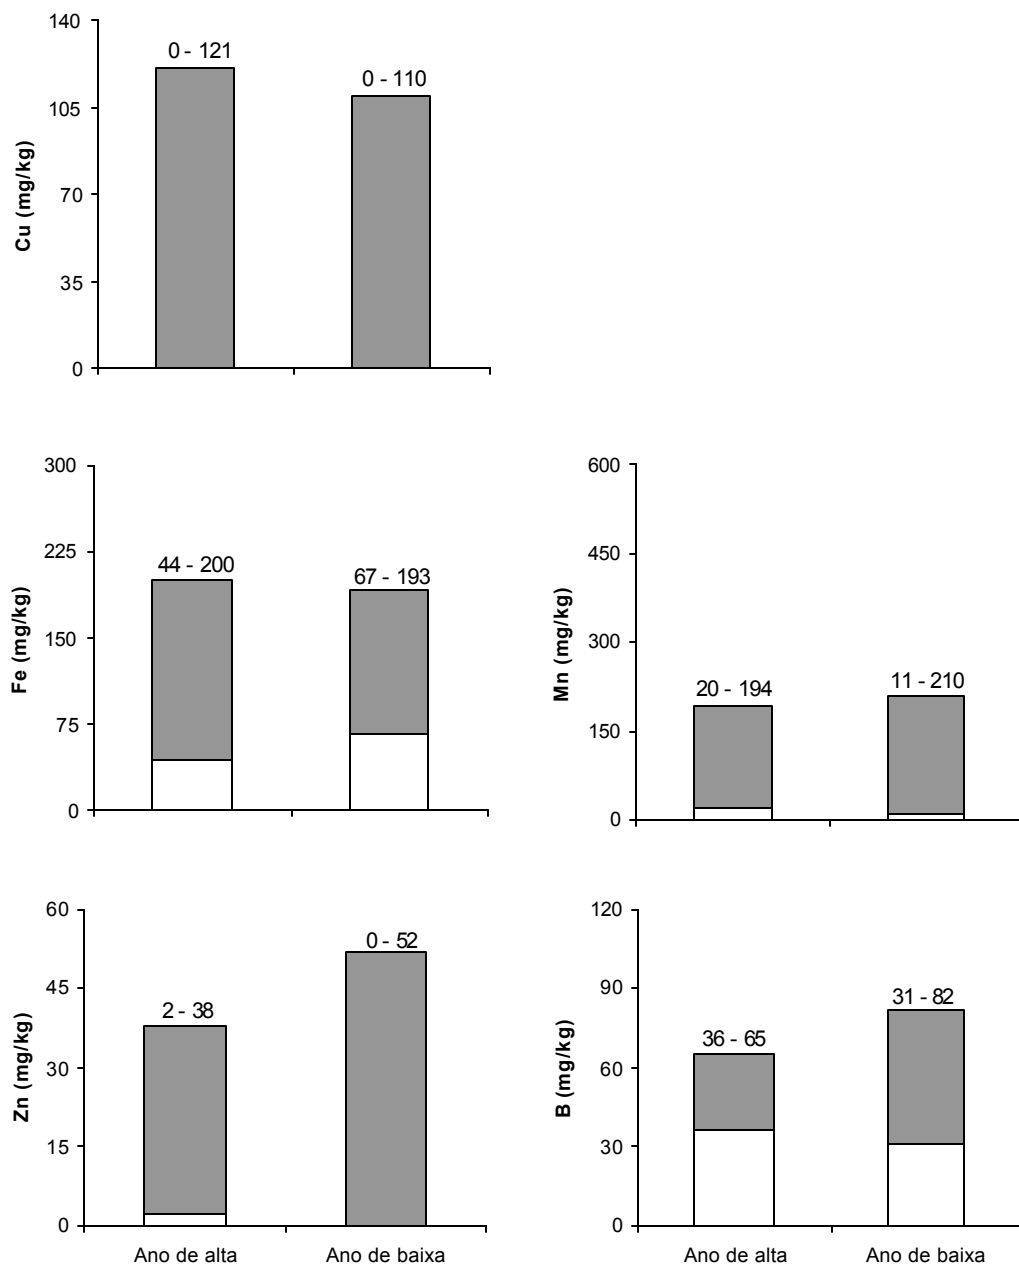 140
105
70
35
0
Cu (mg/kg)
0 - 121
0 - 110
300
225
150
75
0
Fe (mg/kg)
44 - 200
67 - 193
600
450
300
150
0
Mn (mg/kg)
20 - 194
11 - 210
60
45
30
15
0
Zn (mg/kg)
2 - 38
0 - 52
Ano de alta
Ano de baixa
120
90
60
30
0
B (mg/kg)
36 - 65
31 - 82
Ano de alta
Ano de baixa